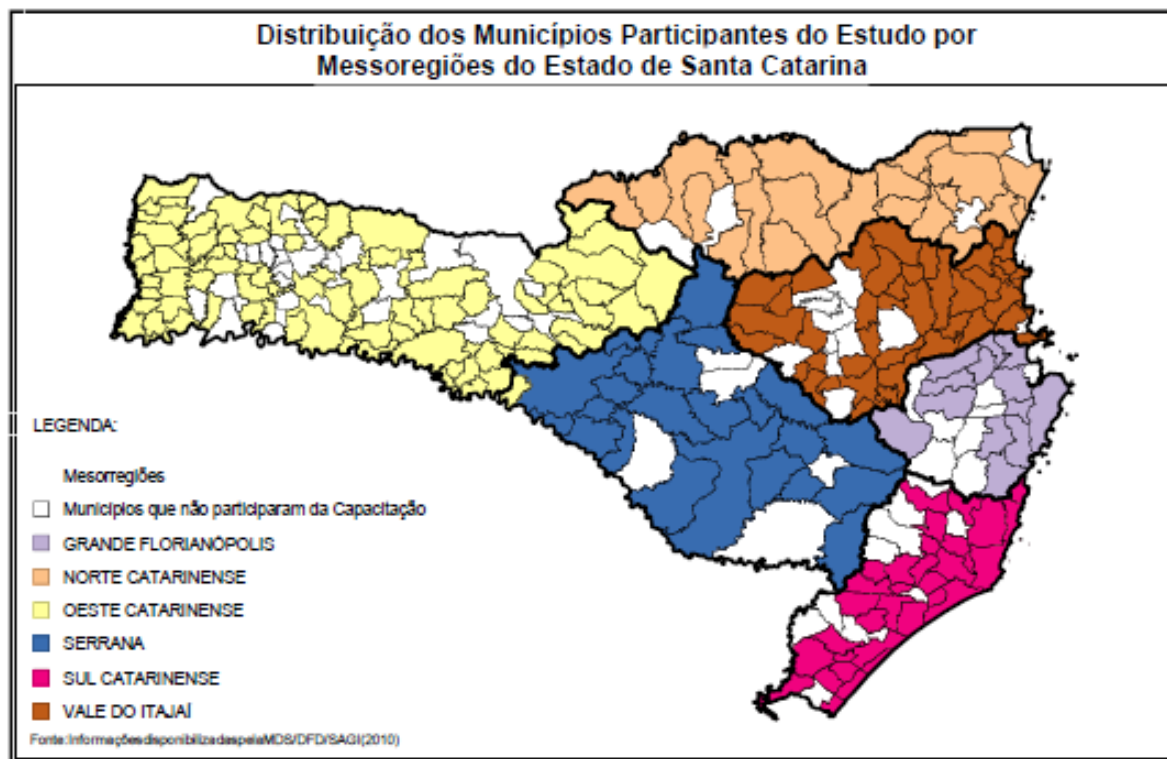 Distribuição dos Municípios Participantes do Estudo por
Messoregiões do Estado de Santa Catarina
LEGENDA:
Mesorregiões
Municípios que não participaram da Capacitação
GRANDE FLORIANÓPOLIS
NORTE CATARINENSE
OESTE CATARINENSE
SERRANA
SUL CATARINENSE
VALE DO ITAJAÍ
Fonte:InformaçõesdisponibilizadaspelaMDS/DFD/SAGI(2010)